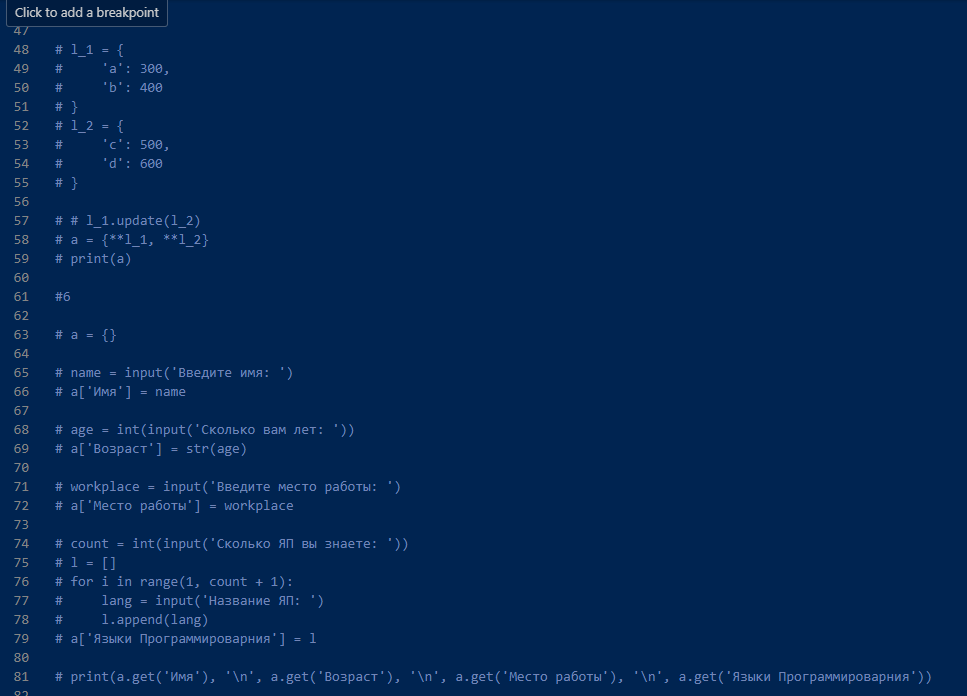 Click to add a breakpoint
47
48 # l_1 = {
49 #     'a': 300,
50 #     'b': 400
51 # }
52 # l_2 = {
53 #     'c': 500,
54 #     'd': 600
55 # }
56
57 # # l_1.update(l_2)
58 # a = {**l_1, **l_2}
59 # print(a)
60
61 #6
62
63 # a = {}
64
65 # name = input('Введите имя: ')
66 # a['Имя'] = name
67
68 # age = int(input('Сколько вам лет: '))
69 # a['Возраст'] = str(age)
70
71 # workplace = input('Введите место работы: ')
72 # a['Место работы'] = workplace
73
74 # count = int(input('Сколько ЯП вы знаете: '))
75 # l = []
76 # for i in range(1, count + 1):
77 #     lang = input('Название ЯП: ')
78 #     l.append(lang)
79 # a['Языки Программироварния'] = l
80
81 # print(a.get('Имя'), '\n', a.get('Возраст'), '\n', a.get('Место работы'), '\n', a.get('Языки Программироварния'))
82